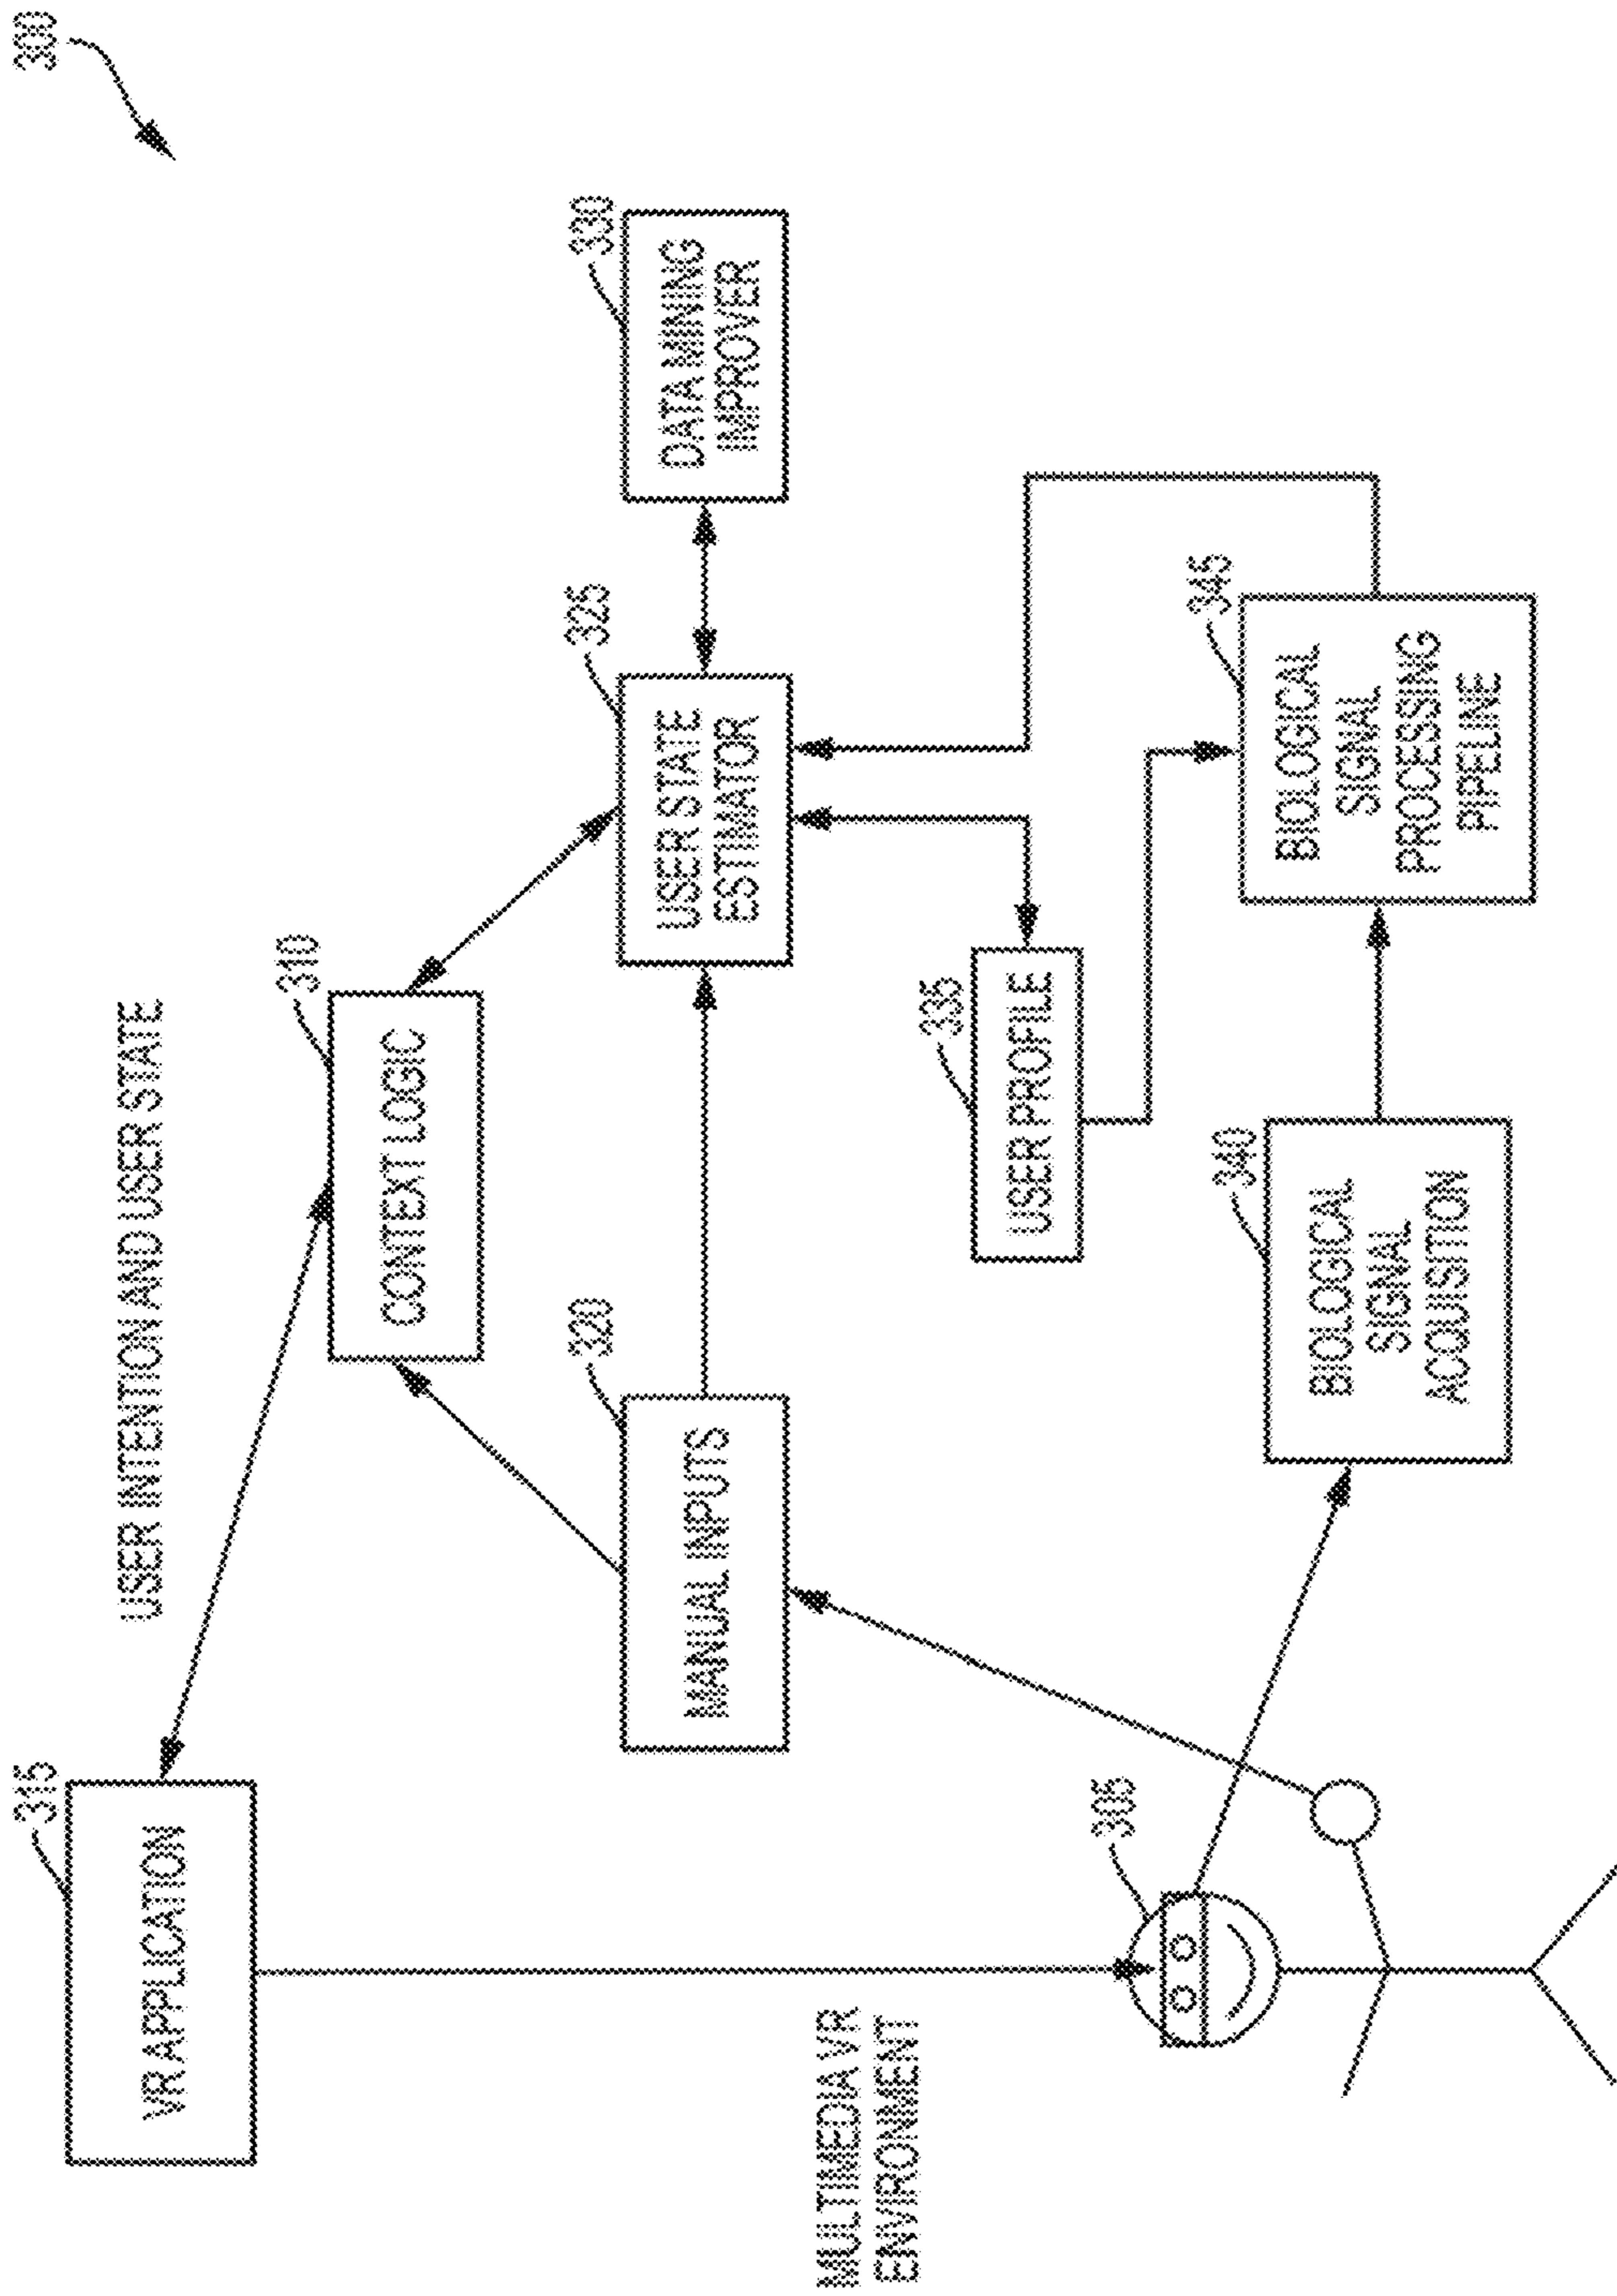 300
315
VR APPLICATION
USER INTENTION AND USER STATE
310
CONTEXT LOGIC
320
MANUAL INPUTS
325
USER STATE
ESTIMATOR
330
DATA MINING
IMPROVER
MULTIMEDIA VR
ENVIRONMENT
335
USER PROFILE
305
340
BIOLOGICAL
SIGNAL
ACQUISITION
345
BIOLOGICAL
SIGNAL
PROCESSING
PIPELINE